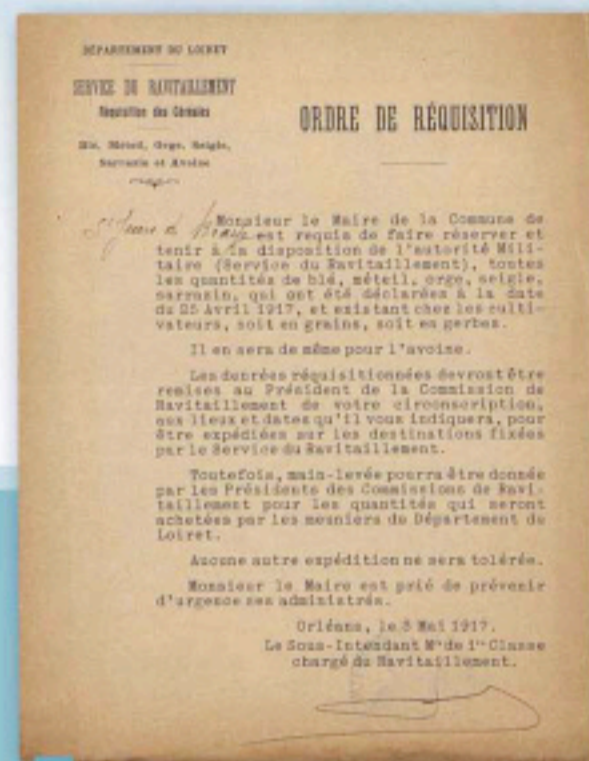 DÉPARTEMENT DU LOIRET
SERVICE DU RAVITAILLEMENT
Réquisition des Céréales
Blé, Méteil, Orge, Seigle,
Sarrasin et Avoine
ORDRE DE RÉQUISITION
Monsieur le Maire de la Commune de
St Jean de Braye est requis de faire réserver et
tenir à la disposition de l'autorité Mili-
taire (Service du Ravitaillement), toutes
les quantités de blé, méteil, orge, seigle,
sarrasin, qui ont été déclarées à la date
du 25 Avril 1917, et existant chez les culti-
vateurs, soit en grains, soit en gerbes.
Il en sera de même pour l'avoine.
Les denrées réquisitionnées devront être
remises au Président de la Commission de
Ravitaillement de votre circonscription,
aux lieux et dates qu'il vous indiquera, pour
être expédiées sur les destinations fixées
par le Service du Ravitaillement.
Toutefois, main-levée pourra être donnée
par les Présidents des Commissions de Ravi-
taillement pour les quantités qui seront
achetées par les meuniers du Département du
Loiret.
Aucune autre expédition ne sera tolérée.
Monsieur le Maire est prié de prévenir
d'urgence ses administrés.
Orléans, le 3 Mai 1917.
Le Sous-Intendant Mre de 1re Classe
chargé du Ravitaillement.